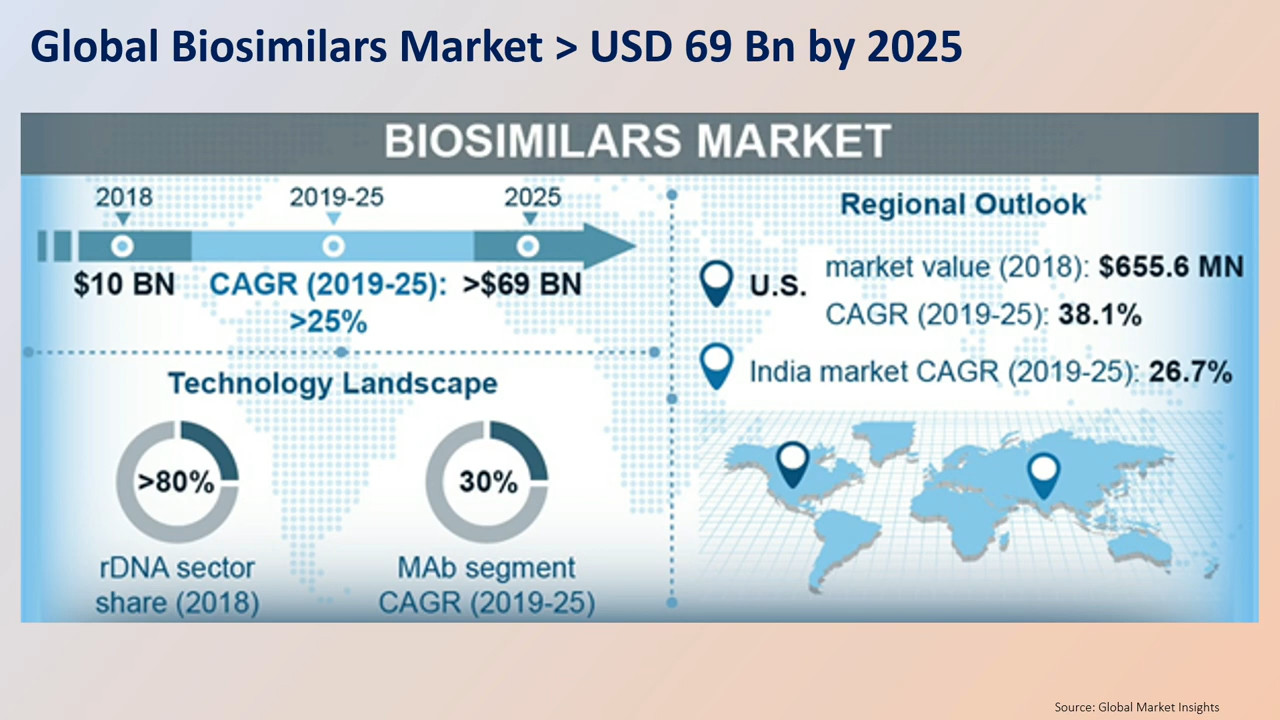 Global Biosimilars Market > USD 69 Bn by 2025
BIOSIMILARS MARKET
2018
2019-25
2025
$10 BN
CAGR (2019-25):
>25%
>$69 BN
Technology Landscape
>80%
rDNA sector
share (2018)
30%
MAb segment
CAGR (2019-25)
Regional Outlook
U.S.
market value (2018): $655.6 MN
CAGR (2019-25): 38.1%
India market CAGR (2019-25): 26.7%
Source: Global Market Insights